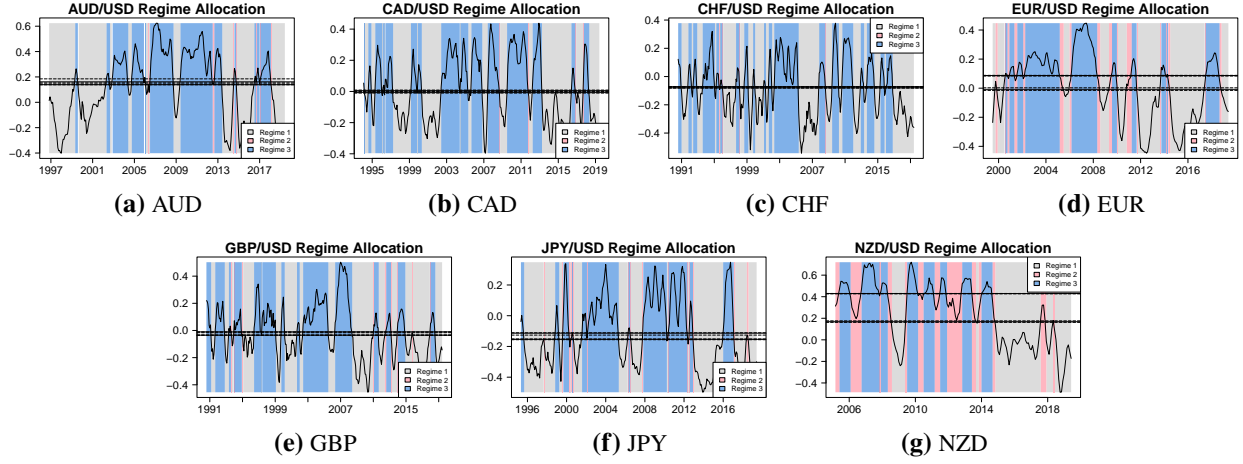 AUD/USD Regime Allocation
0.6
0.4
0.2
0.0
−0.2
−0.4
1997 2001 2005 2009 2013 2017
Regime 1
Regime 2
Regime 3
(a) AUD
CAD/USD Regime Allocation
0.4
0.2
0.0
−0.2
−0.4
1995 1999 2003 2007 2011 2015 2019
Regime 1
Regime 2
Regime 3
(b) CAD
CHF/USD Regime Allocation
0.4
0.2
0.0
−0.2
−0.4
1991 1999 2007 2015
Regime 1
Regime 2
Regime 3
(c) CHF
EUR/USD Regime Allocation
0.4
0.2
0.0
−0.2
−0.4
2000 2004 2008 2012 2016
Regime 1
Regime 2
Regime 3
(d) EUR
GBP/USD Regime Allocation
0.4
0.2
0.0
−0.2
−0.4
1991 1999 2007 2015
Regime 1
Regime 2
Regime 3
(e) GBP
JPY/USD Regime Allocation
0.2
0.0
−0.2
−0.4
1996 2000 2004 2008 2012 2016
Regime 1
Regime 2
Regime 3
(f) JPY
NZD/USD Regime Allocation
0.6
0.4
0.2
0.0
−0.2
−0.4
2006 2010 2014 2018
Regime 1
Regime 2
Regime 3
(g) NZD